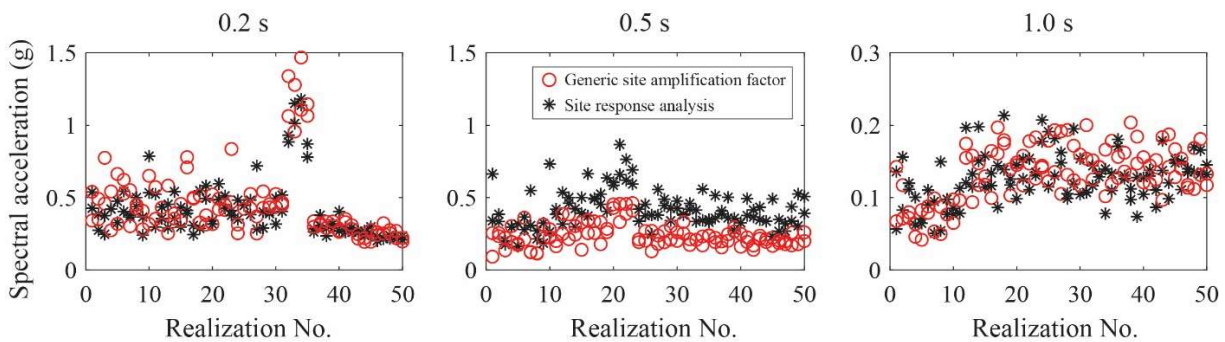 0.2 s
0.5 s
1.0 s
Spectral acceleration (g)
1.5
1
0.5
0
0 10 20 30 40 50
Realization No.
1.5
1
0.5
0
0 10 20 30 40 50
Realization No.
Generic site amplification factor
Site response analysis
0.3
0.2
0.1
0
0 10 20 30 40 50
Realization No.